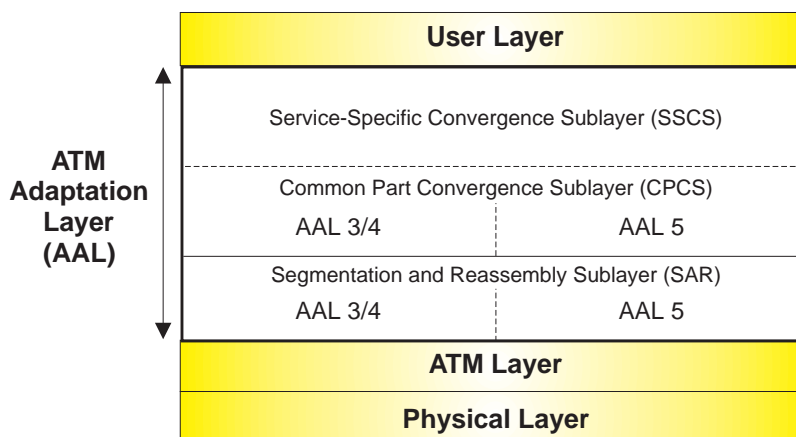 User Layer
Service-Specific Convergence Sublayer (SSCS)
ATM
Adaptation
Layer
(AAL)
Common Part Convergence Sublayer (CPCS)
AAL 3/4 AAL 5
Segmentation and Reassembly Sublayer (SAR)
AAL 3/4 AAL 5
ATM Layer
Physical Layer